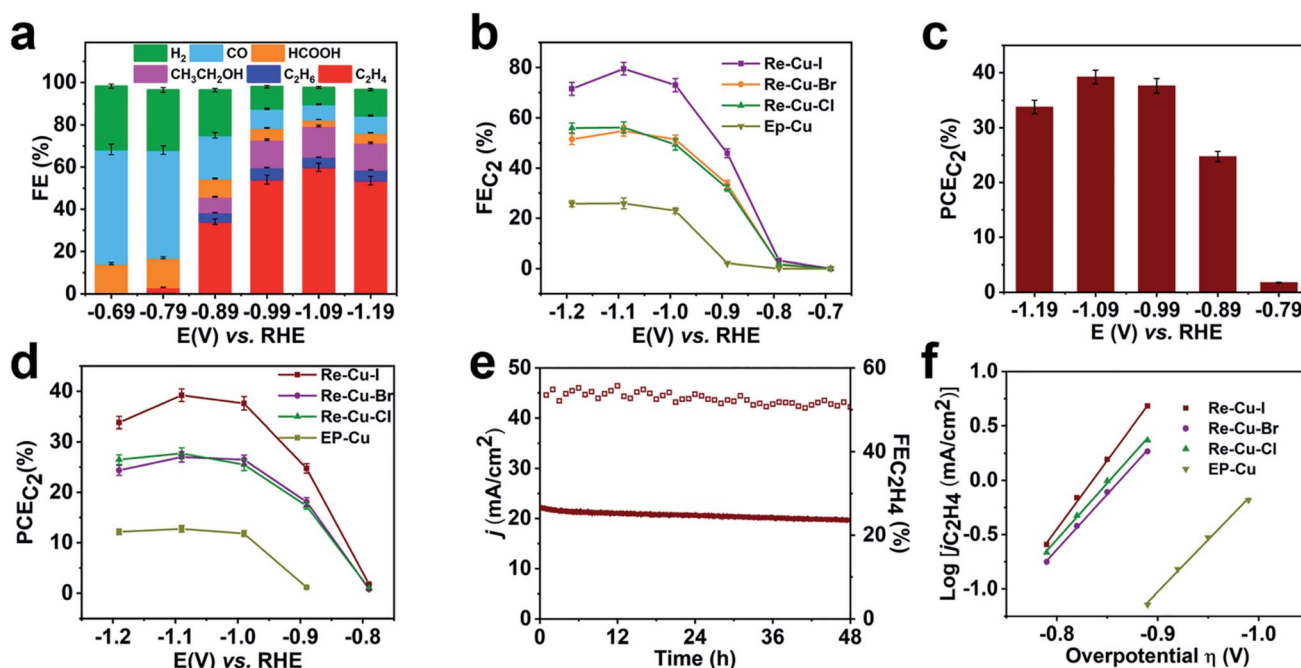 a
H2 CO HCOOH
CH3CH2OH C2H6 C2H4
FE (%)
100
80
60
40
20
0
-0.69 -0.79 -0.89 -0.99 -1.09 -1.19
E(V) vs. RHE
b
Re-Cu-I
Re-Cu-Br
Re-Cu-Cl
Ep-Cu
FEC2 (%)
80
60
40
20
0
-1.2 -1.1 -1.0 -0.9 -0.8 -0.7
E(V) vs. RHE
c
PCEC2(%)
40
30
20
10
0
-1.19 -1.09 -0.99 -0.89 -0.79
E (V) vs. RHE
d
Re-Cu-I
Re-Cu-Br
Re-Cu-Cl
EP-Cu
PCEC2(%)
40
30
20
10
0
-1.2 -1.1 -1.0 -0.9 -0.8
E(V) vs. RHE
e
j (mA/cm2)
50
40
30
20
10
0
FEC2H4 (%)
60
40
20
0
0 12 24 36 48
Time (h)
f
Re-Cu-I
Re-Cu-Br
Re-Cu-Cl
EP-Cu
Log [jC2H4 (mA/cm2)]
1.0
0.5
0.0
-0.5
-1.0
-0.8 -0.9 -1.0
Overpotential η (V)